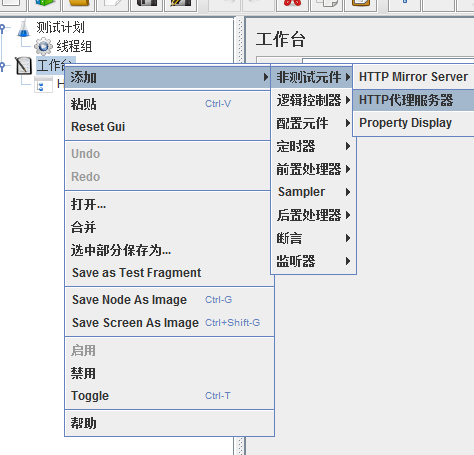 测试计划
线程组
工作台
工作台
H
添加
粘贴 Ctrl-V
Reset Gui
Undo
Redo
打开...
合并
选中部分保存为...
Save as Test Fragment
Save Node As Image Ctrl-G
Save Screen As Image Ctrl+Shift-G
启用
禁用
Toggle Ctrl-T
帮助
非测试元件
逻辑控制器
配置元件
定时器
前置处理器
Sampler
后置处理器
断言
监听器
HTTP Mirror Server
HTTP代理服务器
Property Display